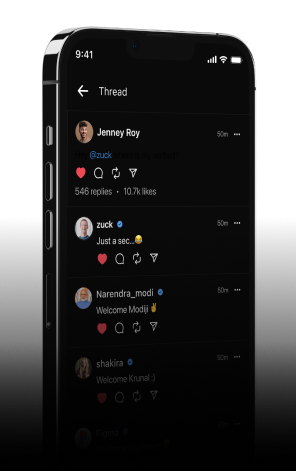 9:41
Thread
Jenney Roy
50m
@zuck
546 replies • 10.7k likes
zuck
50m
Just a sec...😂
Narendra_modi
50m
Welcome Modiji ✌
shakira
50m
Welcome Krunal :)